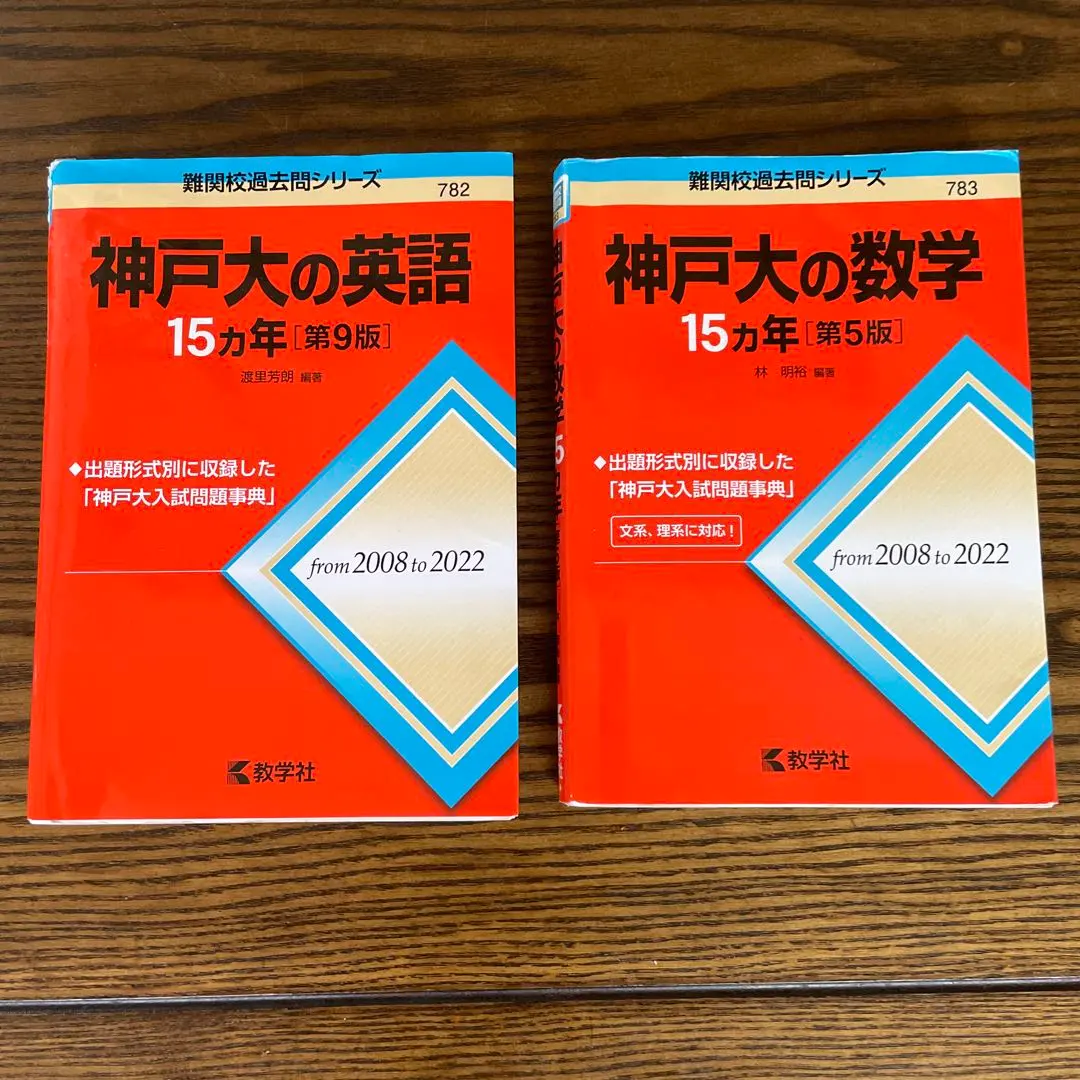 難関校過去問シリーズ
782
神戸大の英語
15ヵ年[第9版]
渡里芳朗 編著
◆出題形式別に収録した
「神戸大入試問題事典」
from 2008 to 2022
教学社
難関校過去問シリーズ
783
神戸大の数学
15ヵ年[第5版]
林 明裕 編著
◆出題形式別に収録した
「神戸大入試問題事典」
文系、理系に対応!
from 2008 to 2022
教学社